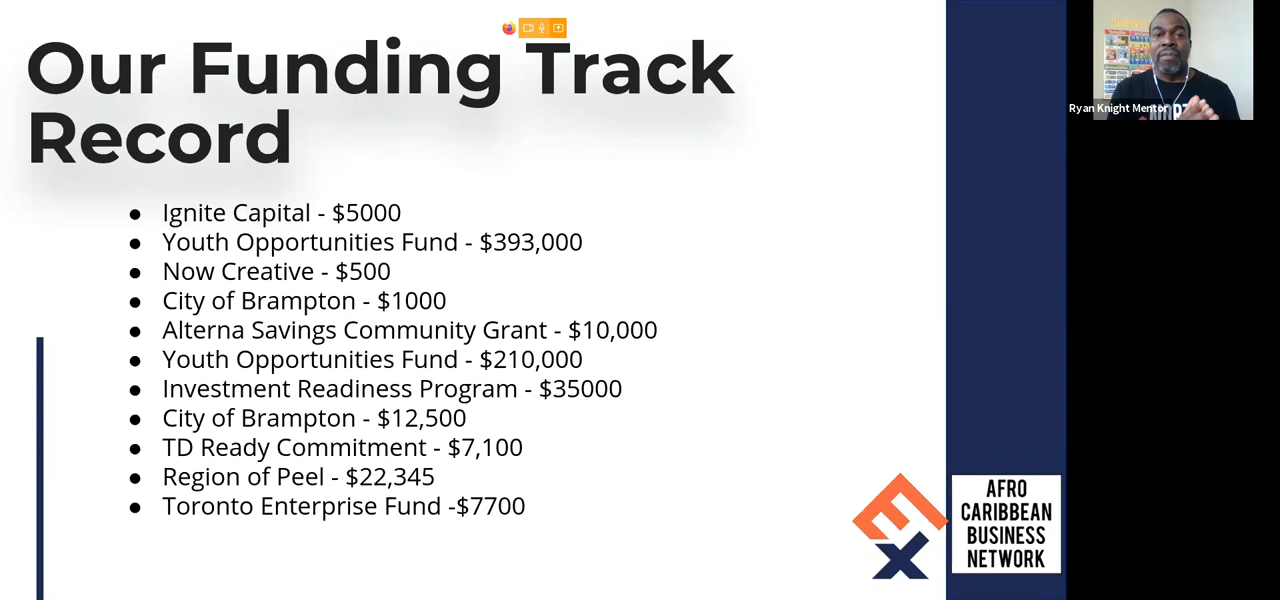 Our Funding Track
Record
● Ignite Capital - $5000
● Youth Opportunities Fund - $393,000
● Now Creative - $500
● City of Brampton - $1000
● Alterna Savings Community Grant - $10,000
● Youth Opportunities Fund - $210,000
● Investment Readiness Program - $35000
● City of Brampton - $12,500
● TD Ready Commitment - $7,100
● Region of Peel - $22,345
● Toronto Enterprise Fund -$7700
AFRO
CARIBBEAN
BUSINESS
NETWORK
Ryan Knight Mentor